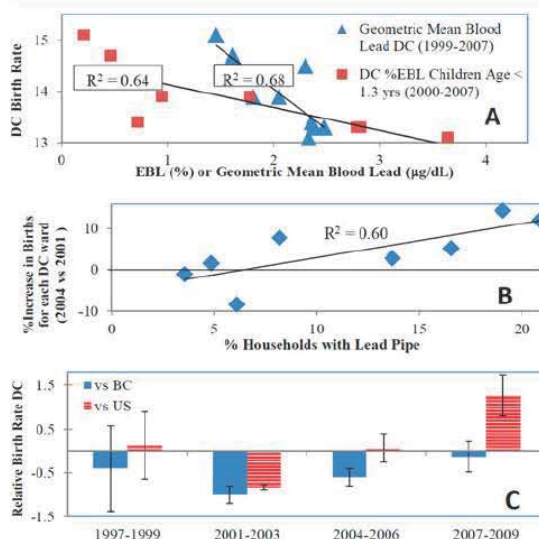 DC Birth Rate
15
14
13
0
1
2
3
4
R² = 0.64
R² = 0.68
Geometric Mean Blood
Lead DC (1999-2007)
DC %EBL Children Age <
1.3 yrs (2000-2007)
A
EBL (%) or Geometric Mean Blood Lead (µg/dL)
%Increase in Births
for each DC ward
(2004 vs 2001)
10
0
-10
R² = 0.60
B
0
5
10
15
20
% Households with Lead Pipe
Relative Birth Rate DC
1.5
0.5
-0.5
-1.5
vs BC
vs US
C
1997-1999
2001-2003
2004-2006
2007-2009